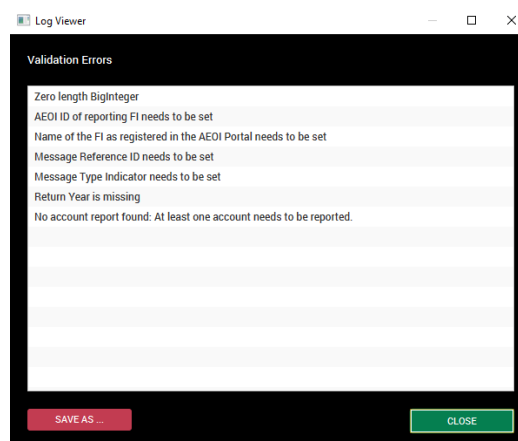 Log Viewer
Validation Errors
Zero length BigInteger
AEOI ID of reporting FI needs to be set
Name of the FI as registered in the AEOI Portal needs to be set
Message Reference ID needs to be set
Message Type Indicator needs to be set
Return Year is missing
No account report found: At least one account needs to be reported.
SAVE AS ...
CLOSE